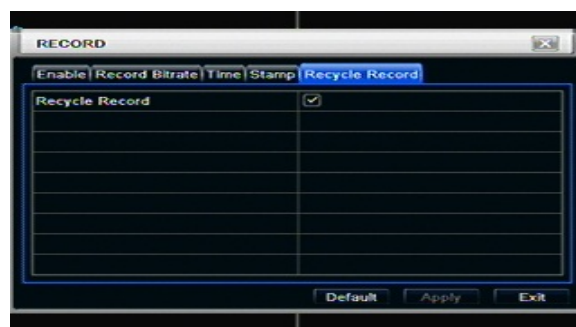 RECORD
Enable Record Bitrate Time Stamp Recycle Record
Recycle Record
Default Apply Exit